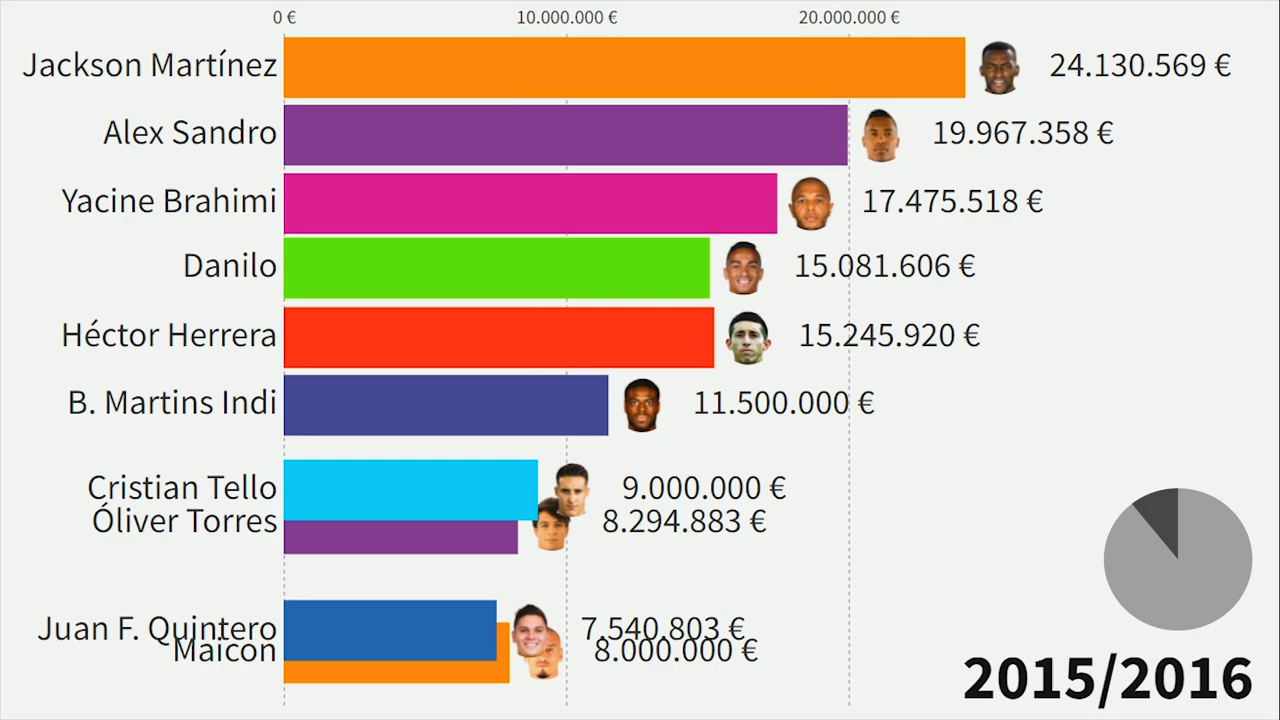 0 € 10.000.000 € 20.000.000 €
Jackson Martínez 24.130.569 €
Alex Sandro 19.967.358 €
Yacine Brahimi 17.475.518 €
Danilo 15.081.606 €
Héctor Herrera 15.245.920 €
B. Martins Indi 11.500.000 €
Cristian Tello 9.000.000 €
Óliver Torres 8.294.883 €
Juan F. Quintero 7.540.803 €
Maicon 8.000.000 €
2015/2016